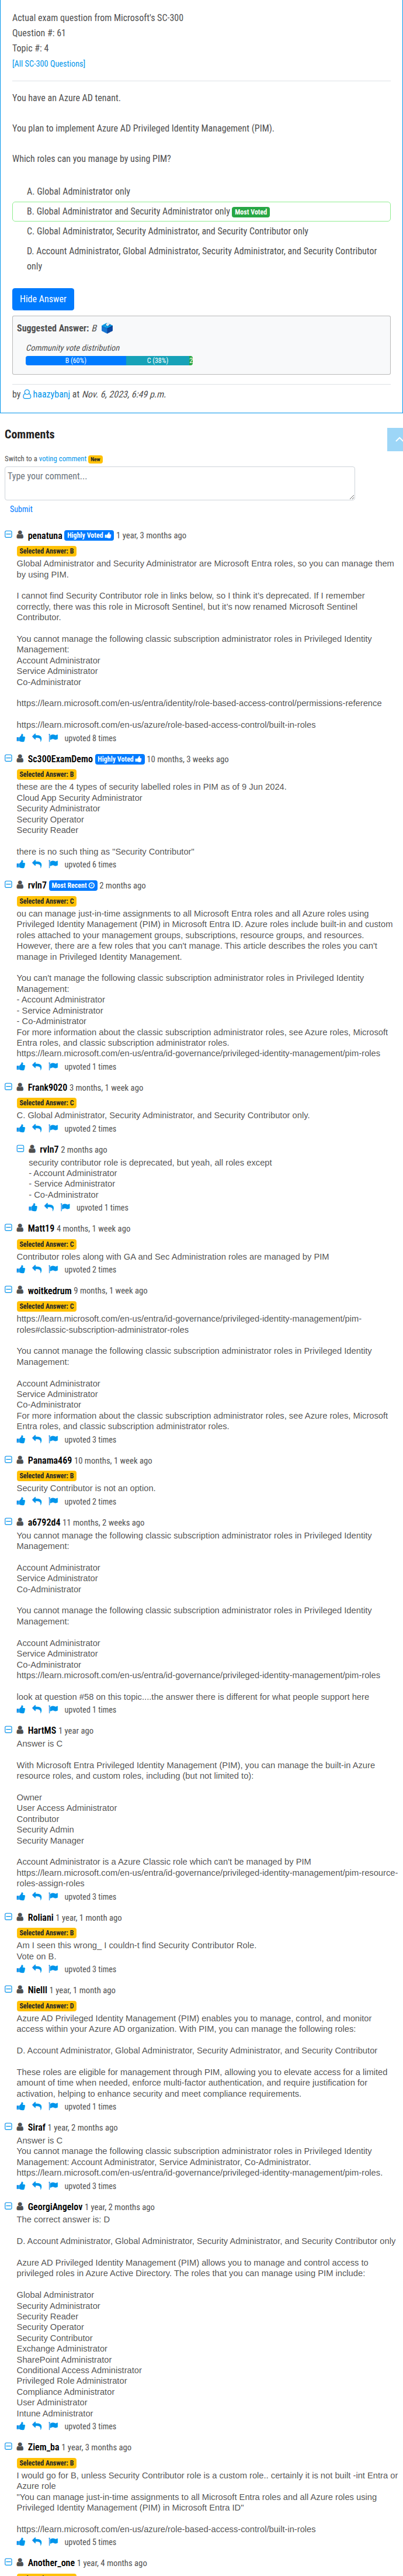 Actual exam question from Microsoft's SC-300
Question #: 61
Topic #: 4
[All SC-300 Questions]
You have an Azure AD tenant.
You plan to implement Azure AD Privileged Identity Management (PIM).
Which roles can you manage by using PIM?
A. Global Administrator only
B. Global Administrator and Security Administrator only Most Voted
C. Global Administrator, Security Administrator, and Security Contributor only
D. Account Administrator, Global Administrator, Security Administrator, and Security Contributor
only
Hide Answer
Suggested Answer: B
Community vote distribution
B (60%) C (38%)
by haazybanj at Nov. 6, 2023, 6:49 p.m.
Comments
Switch to a voting comment New
Type your comment...
Submit
penatuna Highly Voted 1 year, 3 months ago
Selected Answer: B
Global Administrator and Security Administrator are Microsoft Entra roles, so you can manage them
by using PIM.
I cannot find Security Contributor role in links below, so I think it's deprecated. If I remember
correctly, there was this role in Microsoft Sentinel, but it's now renamed Microsoft Sentinel
Contributor.
You cannot manage the following classic subscription administrator roles in Privileged Identity
Management:
Account Administrator
Service Administrator
Co-Administrator
https://learn.microsoft.com/en-us/entra/identity/role-based-access-control/permissions-reference
https://learn.microsoft.com/en-us/azure/role-based-access-control/built-in-roles
upvoted 8 times
Sc300ExamDemo Highly Voted 10 months, 3 weeks ago
Selected Answer: B
these are the 4 types of security labelled roles in PIM as of 9 Jun 2024.
Cloud App Security Administrator
Security Administrator
Security Operator
Security Reader
there is no such thing as "Security Contributor"
upvoted 6 times
rvln7 Most Recent 2 months ago
Selected Answer: C
ou can manage just-in-time assignments to all Microsoft Entra roles and all Azure roles using
Privileged Identity Management (PIM) in Microsoft Entra ID. Azure roles include built-in and custom
roles attached to your management groups, subscriptions, resource groups, and resources.
However, there are a few roles that you can't manage. This article describes the roles you can't
manage in Privileged Identity Management.
You can't manage the following classic subscription administrator roles in Privileged Identity
Management:
- Account Administrator
- Service Administrator
- Co-Administrator
For more information about the classic subscription administrator roles, see Azure roles, Microsoft
Entra roles, and classic subscription administrator roles.
https://learn.microsoft.com/en-us/entra/id-governance/privileged-identity-management/pim-roles
upvoted 1 times
Frank9020 3 months, 1 week ago
Selected Answer: C
C. Global Administrator, Security Administrator, and Security Contributor only.
upvoted 2 times
rvln7 2 months ago
security contributor role is deprecated, but yeah, all roles except
- Account Administrator
- Service Administrator
- Co-Administrator
upvoted 1 times
Matt19 4 months, 1 week ago
Selected Answer: C
Contributor roles along with GA and Sec Administration roles are managed by PIM
upvoted 2 times
woitkedrum 9 months, 1 week ago
Selected Answer: C
https://learn.microsoft.com/en-us/entra/id-governance/privileged-identity-management/pim-
roles#classic-subscription-administrator-roles
You cannot manage the following classic subscription administrator roles in Privileged Identity
Management:
Account Administrator
Service Administrator
Co-Administrator
For more information about the classic subscription administrator roles, see Azure roles, Microsoft
Entra roles, and classic subscription administrator roles.
upvoted 3 times
Panama469 10 months, 1 week ago
Selected Answer: B
Security Contributor is not an option.
upvoted 2 times
a6792d4 11 months, 2 weeks ago
You cannot manage the following classic subscription administrator roles in Privileged Identity
Management:
Account Administrator
Service Administrator
Co-Administrator
You cannot manage the following classic subscription administrator roles in Privileged Identity
Management:
Account Administrator
Service Administrator
Co-Administrator
https://learn.microsoft.com/en-us/entra/id-governance/privileged-identity-management/pim-roles
look at question #58 on this topic....the answer there is different for what people support here
upvoted 1 times
HartMS 1 year ago
Answer is C
With Microsoft Entra Privileged Identity Management (PIM), you can manage the built-in Azure
resource roles, and custom roles, including (but not limited to):
Owner
User Access Administrator
Contributor
Security Admin
Security Manager
Account Administrator is a Azure Classic role which can't be managed by PIM
https://learn.microsoft.com/en-us/entra/id-governance/privileged-identity-management/pim-resource-
roles-assign-roles
upvoted 3 times
Roliani 1 year, 1 month ago
Selected Answer: B
Am I seen this wrong_ I couldn-t find Security Contributor Role.
Vote on B.
upvoted 3 times
Nielll 1 year, 1 month ago
Selected Answer: D
Azure AD Privileged Identity Management (PIM) enables you to manage, control, and monitor
access within your Azure AD organization. With PIM, you can manage the following roles:
D. Account Administrator, Global Administrator, Security Administrator, and Security Contributor
These roles are eligible for management through PIM, allowing you to elevate access for a limited
amount of time when needed, enforce multi-factor authentication, and require justification for
activation, helping to enhance security and meet compliance requirements.
upvoted 1 times
Siraf 1 year, 2 months ago
Answer is C
You cannot manage the following classic subscription administrator roles in Privileged Identity
Management: Account Administrator, Service Administrator, Co-Administrator.
https://learn.microsoft.com/en-us/entra/id-governance/privileged-identity-management/pim-roles.
upvoted 3 times
GeorgiAngelov 1 year, 2 months ago
The correct answer is: D
D. Account Administrator, Global Administrator, Security Administrator, and Security Contributor only
Azure AD Privileged Identity Management (PIM) allows you to manage and control access to
privileged roles in Azure Active Directory. The roles that you can manage using PIM include:
Global Administrator
Security Administrator
Security Reader
Security Operator
Security Contributor
Exchange Administrator
SharePoint Administrator
Conditional Access Administrator
Privileged Role Administrator
Compliance Administrator
User Administrator
Intune Administrator
upvoted 3 times
Ziem_ba 1 year, 3 months ago
Selected Answer: B
I would go for B, unless Security Contributor role is a custom role.. certainly it is not built -int Entra or
Azure role
"You can manage just-in-time assignments to all Microsoft Entra roles and all Azure roles using
Privileged Identity Management (PIM) in Microsoft Entra ID"
https://learn.microsoft.com/en-us/azure/role-based-access-control/built-in-roles
upvoted 5 times
Another_one 1 year, 4 months ago